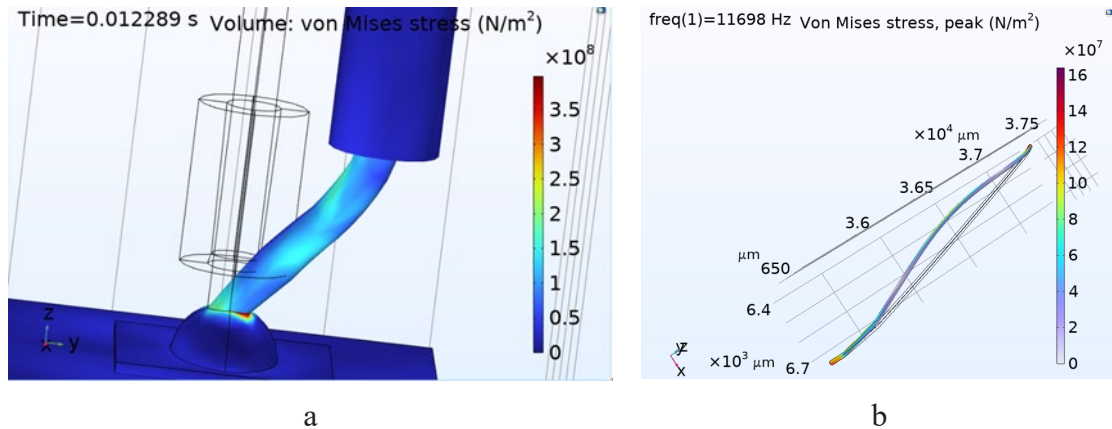 Time=0.012289 s Volume: von Mises stress (N/m²)
×10⁸
3.5
3
2.5
2
1.5
1
0.5
0
z
x y
a
freq(1)=11698 Hz Von Mises stress, peak (N/m²)
×10⁷
16
14
12
10
8
6
4
2
0
×10⁴ µm
3.75
3.7
3.65
3.6
µm 650
6.4
×10³ µm 6.7
y z
x
b